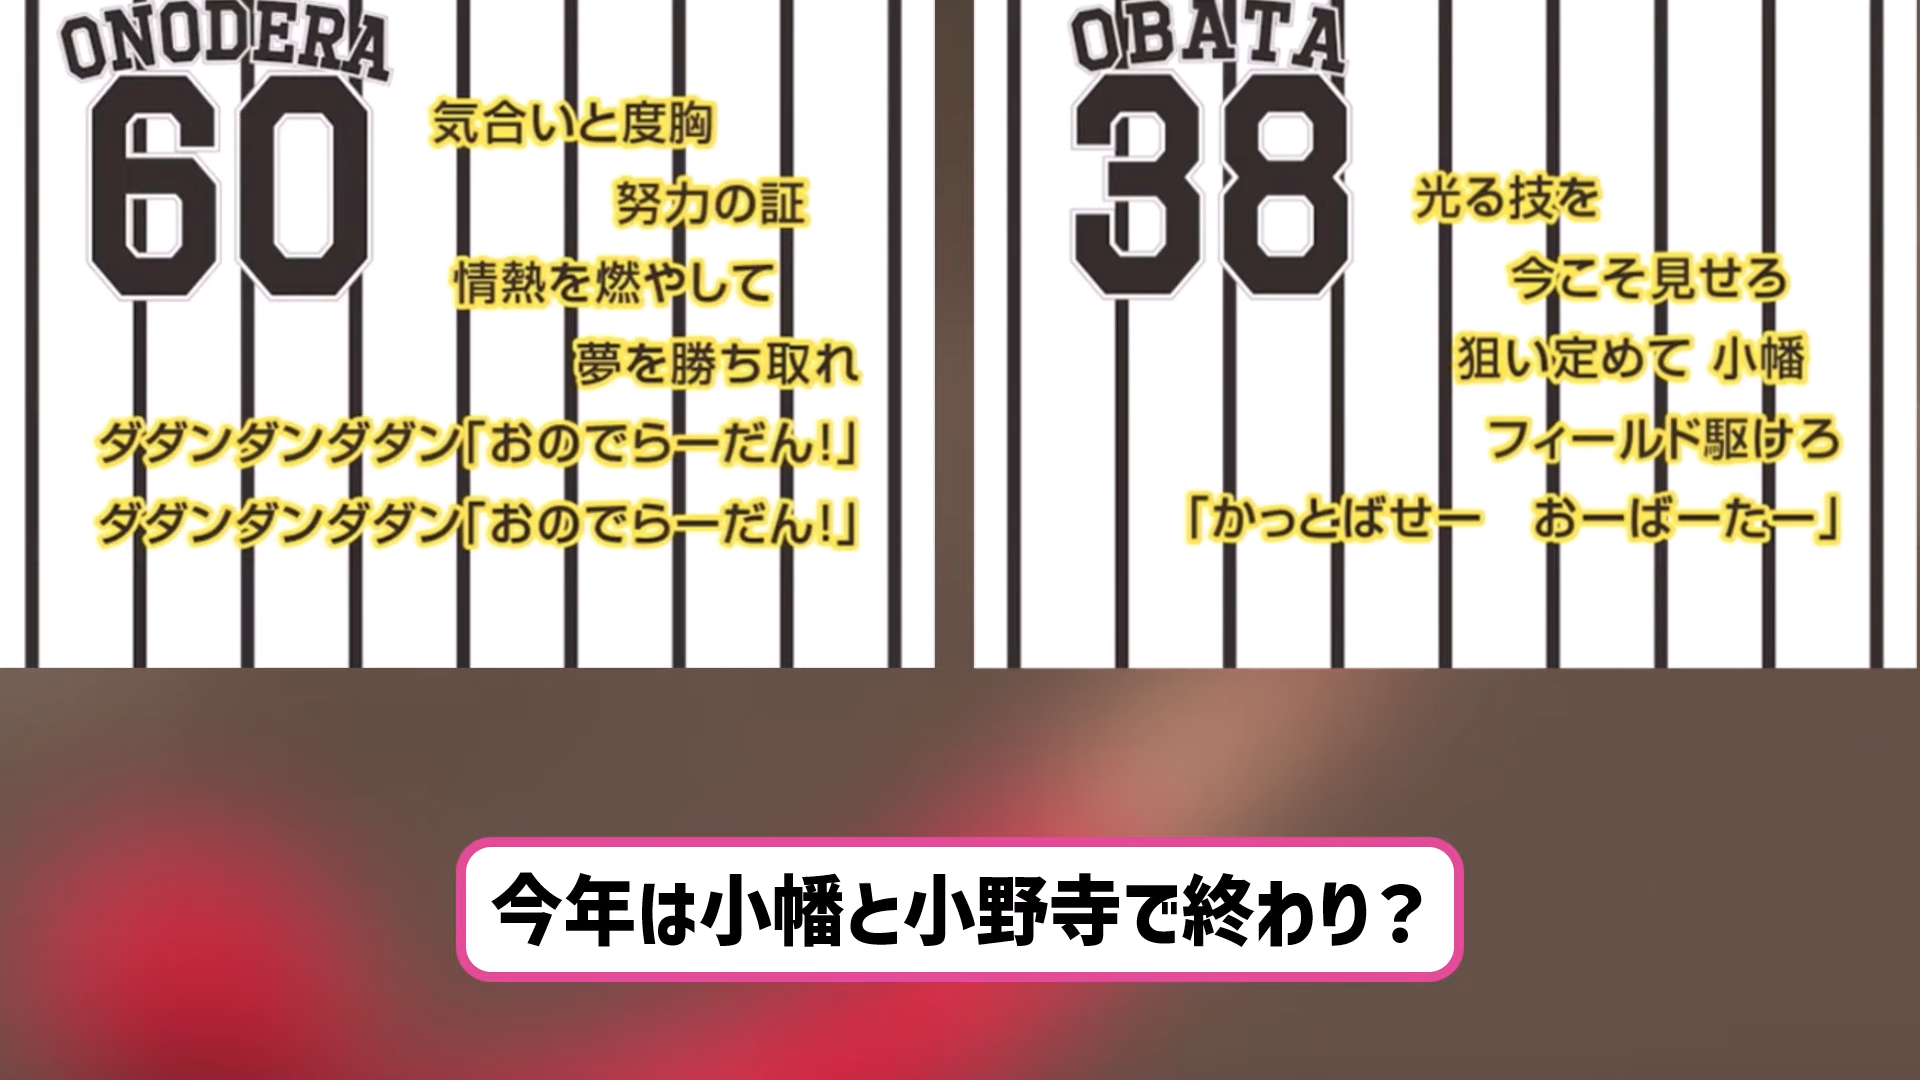 ONODERA
60
気合いと度胸
努力の証
情熱を燃やして
夢を勝ち取れ
ダダンダンダダン「おのでらーだん!」
ダダンダンダダン「おのでらーだん!」
OBATA
38
光る技を
今こそ見せろ
狙い定めて 小幡
フィールド駆けろ
「かっとばせー　おーばーたー」
今年は小幡と小野寺で終わり？